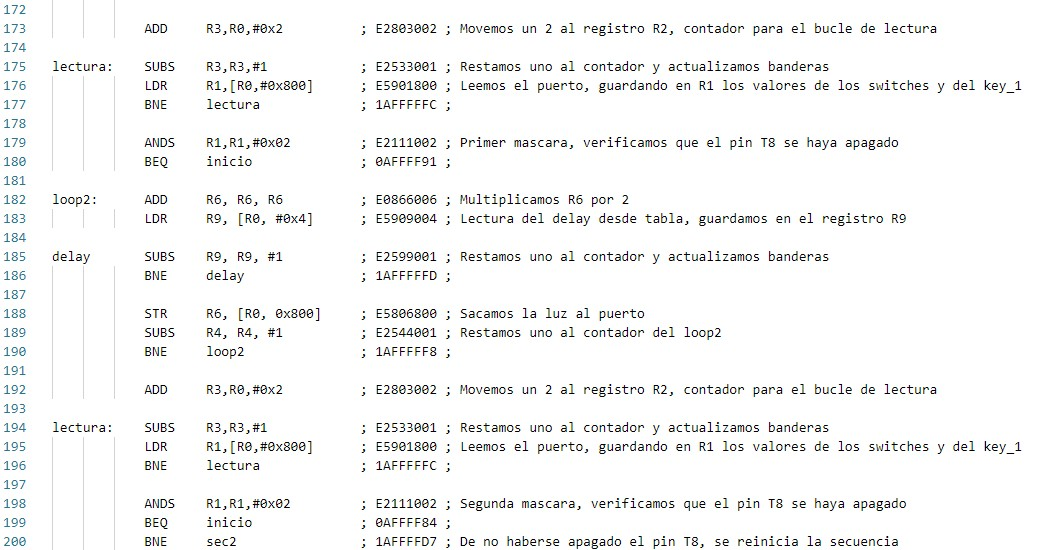 172
173 ADD R3,R0,#0x2 ; E2803002 ; Movemos un 2 al registro R2, contador para el bucle de lectura
174
175 lectura: SUBS R3,R3,#1 ; E2533001 ; Restamos uno al contador y actualizamos banderas
176 LDR R1,[R0,#0x800] ; E5901800 ; Leemos el puerto, guardando en R1 los valores de los switches y del key_1
177 BNE lectura ; 1AFFFFFC ;
178
179 ANDS R1,R1,#0x02 ; E2111002 ; Primer mascara, verificamos que el pin T8 se haya apagado
180 BEQ inicio ; 0AFFFF91 ;
181
182 loop2: ADD R6, R6, R6 ; E0866006 ; Multiplicamos R6 por 2
183 LDR R9, [R0, #0x4] ; E5909004 ; Lectura del delay desde tabla, guardamos en el registro R9
184
185 delay SUBS R9, R9, #1 ; E2599001 ; Restamos uno al contador y actualizamos banderas
186 BNE delay ; 1AFFFFFD ;
187
188 STR R6, [R0, 0x800] ; E5806800 ; Sacamos la luz al puerto
189 SUBS R4, R4, #1 ; E2544001 ; Restamos uno al contador del loop2
190 BNE loop2 ; 1AFFFFF8 ;
191
192 ADD R3,R0,#0x2 ; E2803002 ; Movemos un 2 al registro R2, contador para el bucle de lectura
193
194 lectura: SUBS R3,R3,#1 ; E2533001 ; Restamos uno al contador y actualizamos banderas
195 LDR R1,[R0,#0x800] ; E5901800 ; Leemos el puerto, guardando en R1 los valores de los switches y del key_1
196 BNE lectura ; 1AFFFFFC ;
197
198 ANDS R1,R1,#0x02 ; E2111002 ; Segunda mascara, verificamos que el pin T8 se haya apagado
199 BEQ inicio ; 0AFFFF84 ;
200 BNE sec2 ; 1AFFFFD7 ; De no haberse apagado el pin T8, se reinicia la secuencia